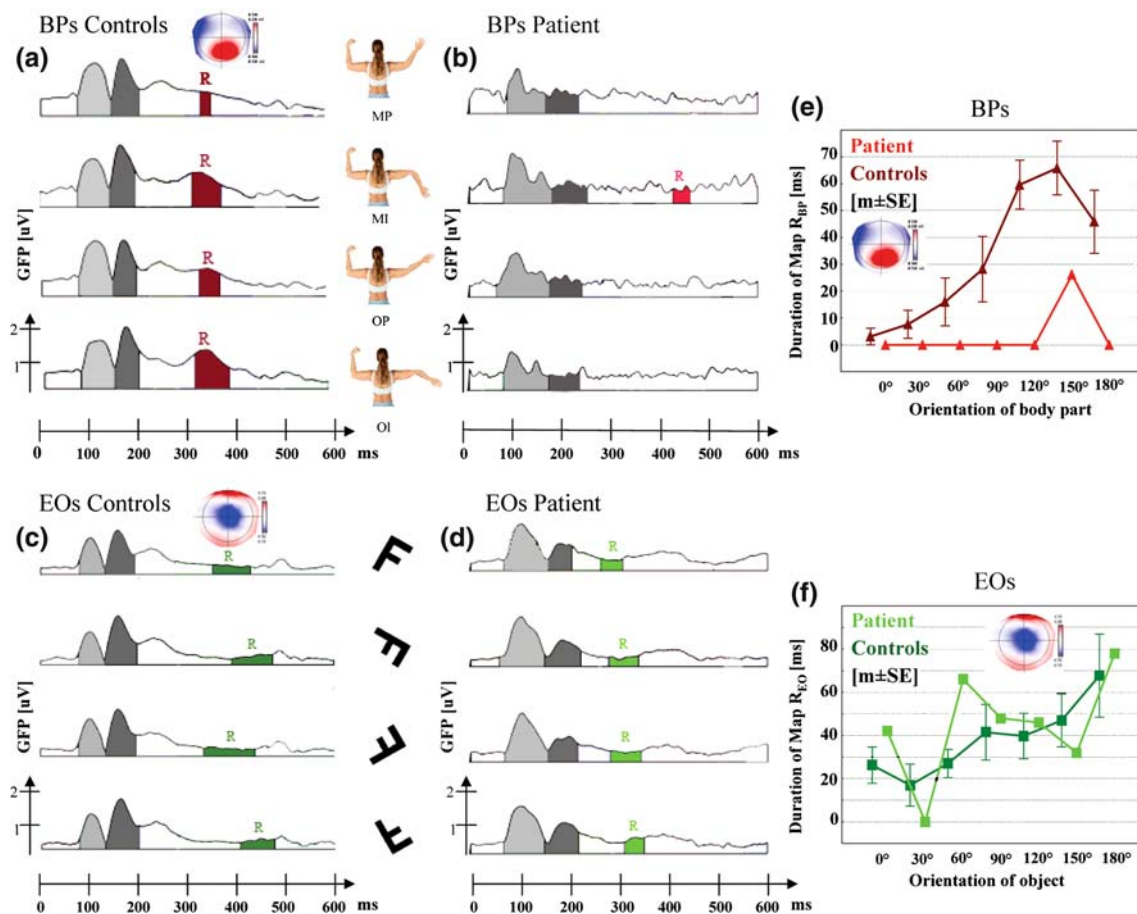 BPs Controls
(a)
R
MP
R
MI
R
OP
R
OI
GFP [uV]
2
1
0 100 200 300 400 500 600
ms
BPs Patient
(b)
R
GFP [uV]
2
1
0 100 200 300 400 500 600
ms
(e)
BPs
Patient
Controls
[m±SE]
Duration of Map R_BP [ms]
70
60
50
40
30
20
10
0
0° 30° 60° 90° 120° 150° 180°
Orientation of body part
EOs Controls
(c)
R
R
R
R
GFP [uV]
2
1
0 100 200 300 400 500 600
ms
F
F
F
F
EOs Patient
(d)
R
R
R
R
GFP [uV]
2
1
0 100 200 300 400 500 600
ms
(f)
EOs
Patient
Controls
[m±SE]
Duration of Map R_EO [ms]
80
60
40
20
0
0° 30° 60° 90° 120° 150° 180°
Orientation of object